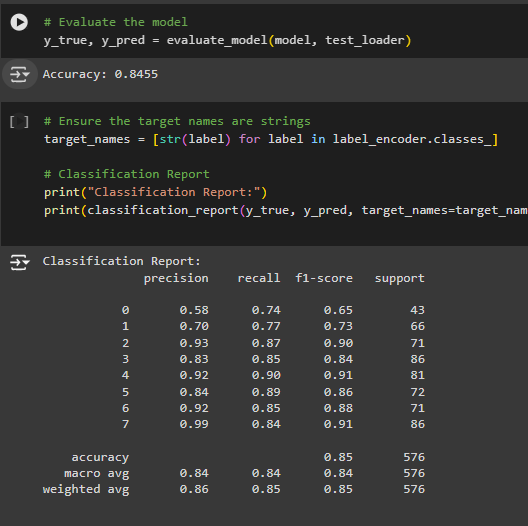 # Evaluate the model
y_true, y_pred = evaluate_model(model, test_loader)
Accuracy: 0.8455
[ ] # Ensure the target names are strings
target_names = [str(label) for label in label_encoder.classes_]
# Classification Report
print("Classification Report:")
print(classification_report(y_true, y_pred, target_names=target_nam
Classification Report:
precision recall f1-score support
0 0.58 0.74 0.65 43
1 0.70 0.77 0.73 66
2 0.93 0.87 0.90 71
3 0.83 0.85 0.84 86
4 0.92 0.90 0.91 81
5 0.84 0.89 0.86 72
6 0.92 0.85 0.88 71
7 0.99 0.84 0.91 86
accuracy 0.85 576
macro avg 0.84 0.84 0.84 576
weighted avg 0.86 0.85 0.85 576